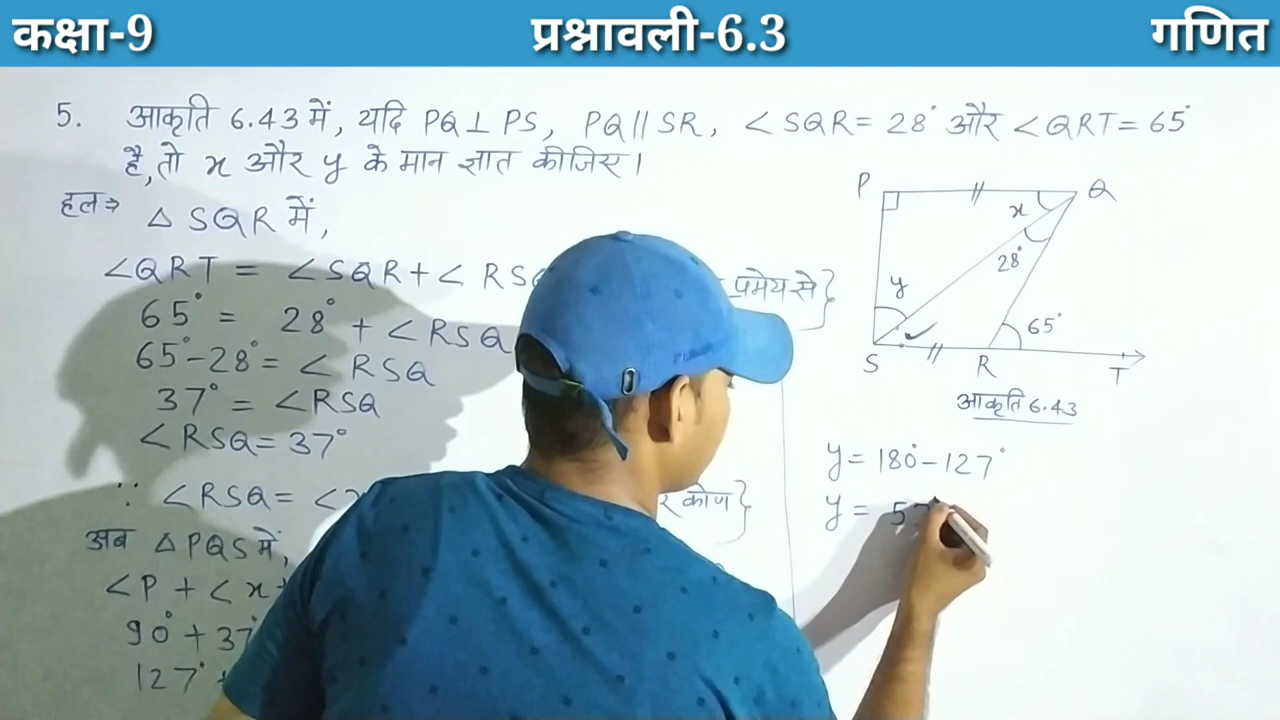 कक्षा-9 प्रश्नावली-6.3 गणित
5. आकृति 6.43 में, यदि PQ⊥PS, PQ∥SR, ∠SQR=28° और ∠QRT=65°
है, तो x और y के मान ज्ञात कीजिए।
हल⇒
△SQR में,
∠QRT = ∠SQR+∠RSQ
प्रमेय से}
65° = 28° + ∠RSQ
65°-28° = ∠RSQ
37° = ∠RSQ
∠RSQ=37°
∵ ∠RSQ=
कोण}
अब △PQS में,
∠P + ∠x+
90° + 37°
127°
P Q
x
28°
y
65°
S R T
आकृति 6.43
y=180°-127°
y =